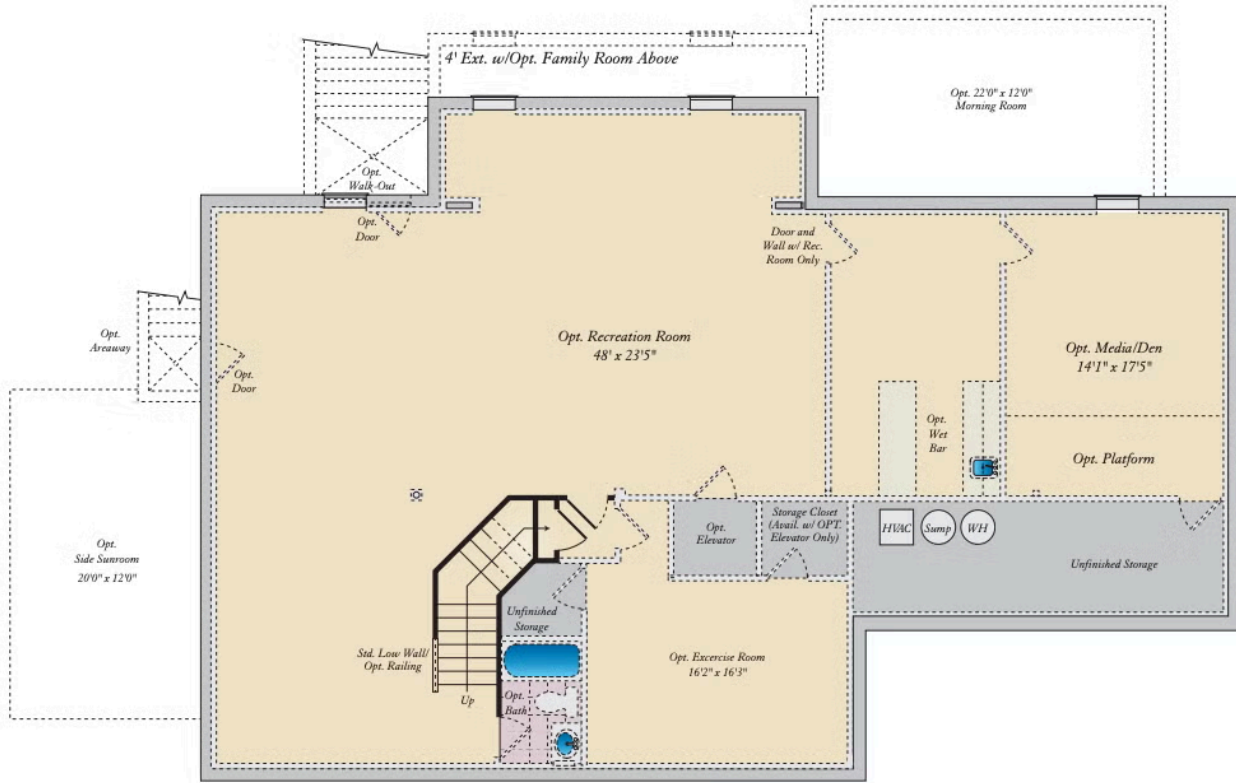 4' Ext. w/Opt. Family Room Above
Opt. 22'0" x 12'0"
Morning Room
Opt.
Walk-Out
Opt.
Door
Door and
Wall w/ Rec.
Room Only
Opt.
Areaway
Opt.
Door
Opt. Recreation Room
48' x 23'5"
Opt. Media/Den
14'1" x 17'5"
Opt.
Wet
Bar
Opt. Platform
Opt.
Side Sunroom
20'0" x 12'0"
Opt.
Elevator
Storage Closet
(Avail. w/ OPT.
Elevator Only)
HVAC
Sump
WH
Unfinished Storage
Unfinished
Storage
Std. Low Wall/
Opt. Railing
Up
Opt.
Bath
Opt. Excercise Room
16'2" x 16'3"